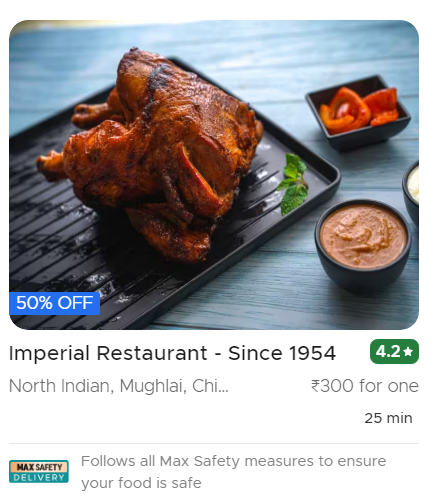 50% OFF
Imperial Restaurant - Since 1954
4.2★
North Indian, Mughlai, Chi...
₹300 for one
25 min
MAX SAFETY
DELIVERY
Follows all Max Safety measures to ensure
your food is safe